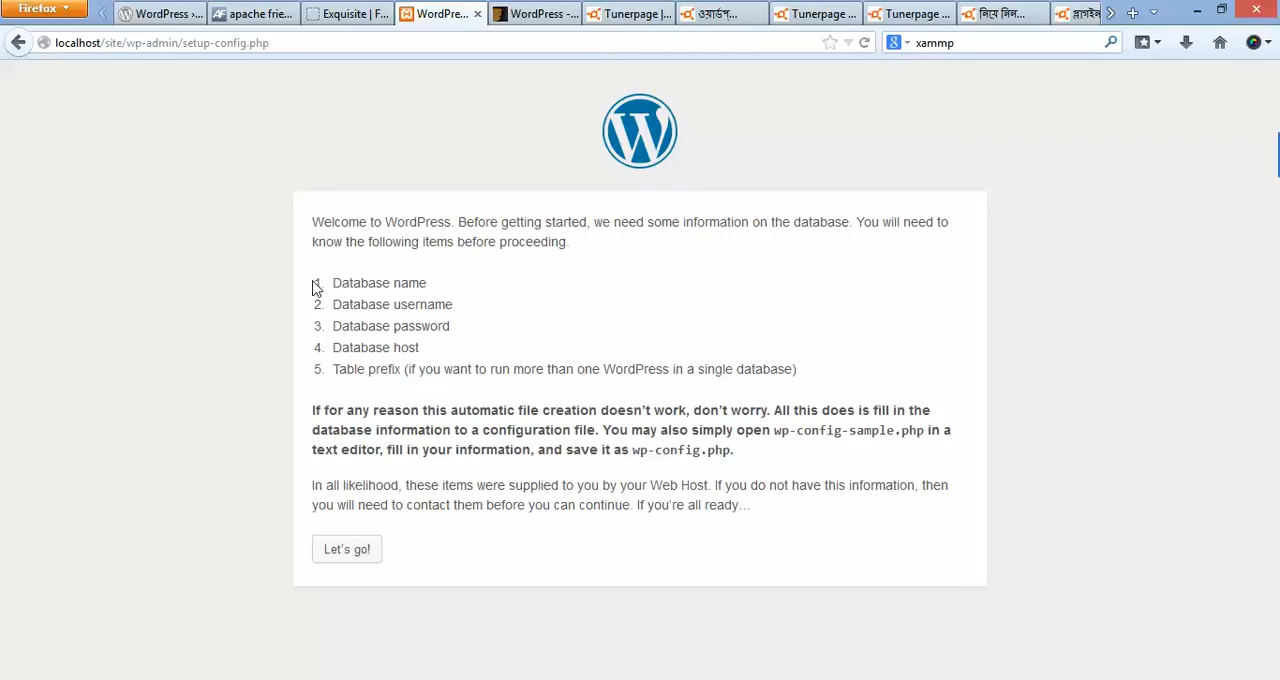 Firefox
WordPress ›...
apache frie...
Exquisite | F...
WordPre...
WordPress -...
Tunerpage |...
ওয়ার্ডপ্...
Tunerpage ...
Tunerpage ...
নিয়ে নিন...
প্লাগইন
localhost/site/wp-admin/setup-config.php
xammp
Welcome to WordPress. Before getting started, we need some information on the database. You will need to
know the following items before proceeding.
1. Database name
2. Database username
3. Database password
4. Database host
5. Table prefix (if you want to run more than one WordPress in a single database)
If for any reason this automatic file creation doesn’t work, don’t worry. All this does is fill in the
database information to a configuration file. You may also simply open wp-config-sample.php in a
text editor, fill in your information, and save it as wp-config.php.
In all likelihood, these items were supplied to you by your Web Host. If you do not have this information, then
you will need to contact them before you can continue. If you’re all ready…
Let’s go!